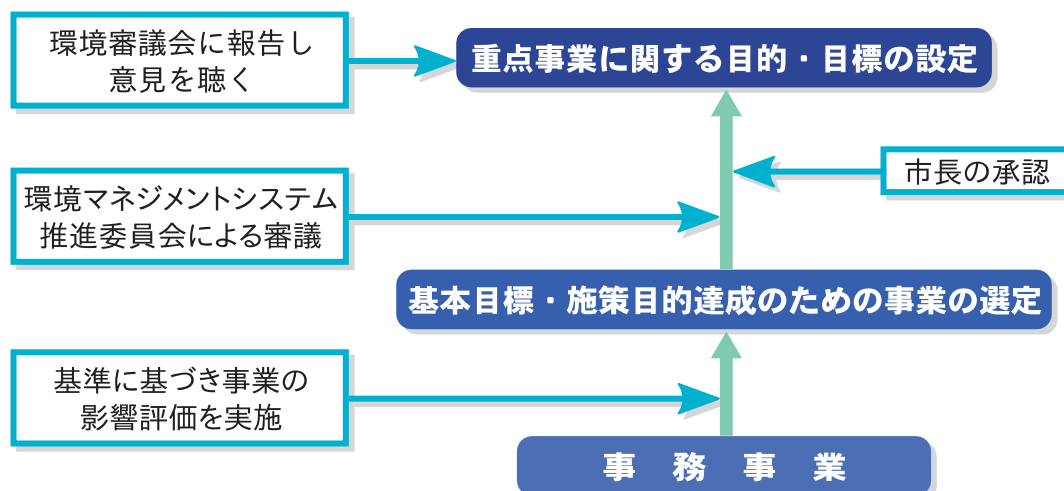 環境審議会に報告し
意見を聴く
重点事業に関する目的・目標の設定
市長の承認
環境マネジメントシステム
推進委員会による審議
基本目標・施策目的達成のための事業の選定
基準に基づき事業の
影響評価を実施
事務事業